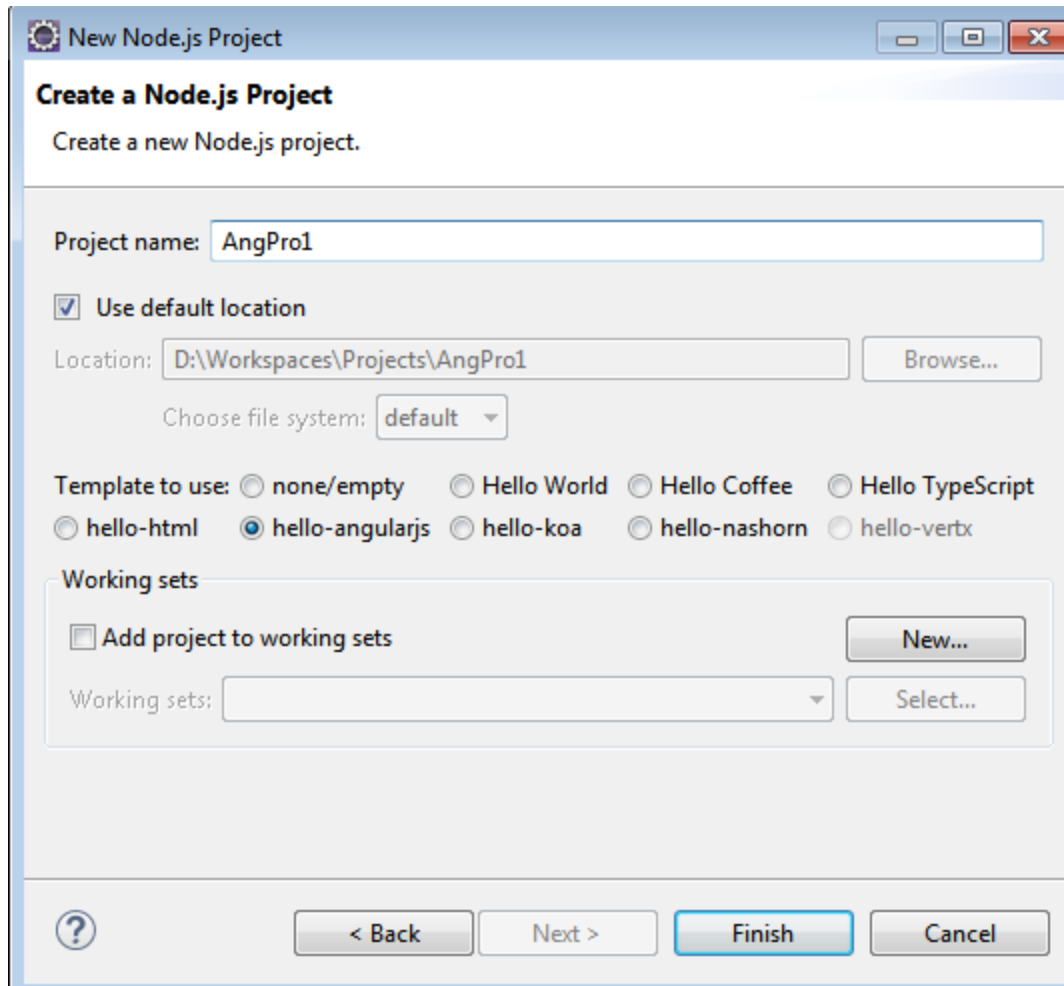 New Node.js Project
Create a Node.js Project
Create a new Node.js project.
Project name: AngPro1
Use default location
Location: D:\Workspaces\Projects\AngPro1 Browse...
Choose file system: default
Template to use: none/empty Hello World Hello Coffee Hello TypeScript
hello-html hello-angularjs hello-koa hello-nashorn hello-vertx
Working sets
Add project to working sets New...
Working sets: Select...
? < Back Next > Finish Cancel